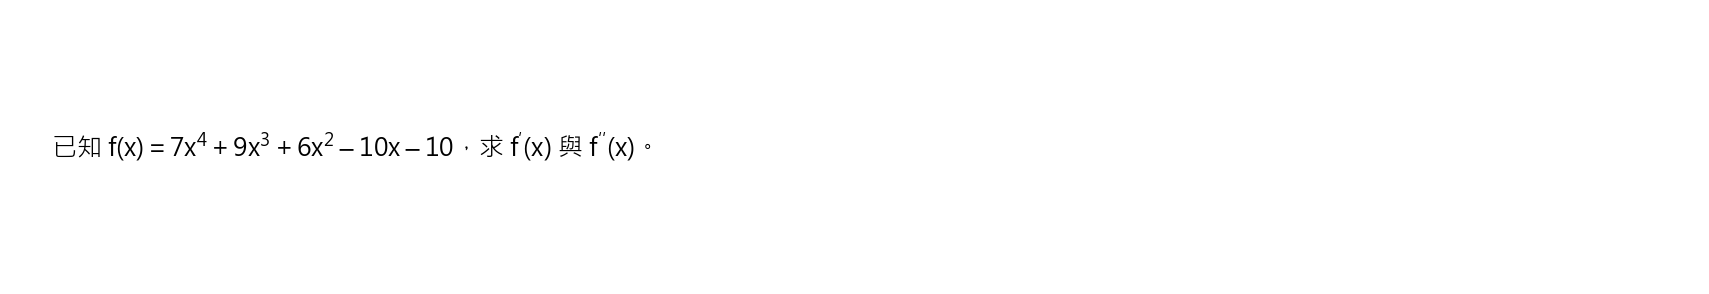 已知 f(x) = 7x⁴ + 9x³ + 6x² – 10x – 10，求 f′(x) 與 f′′(x)。